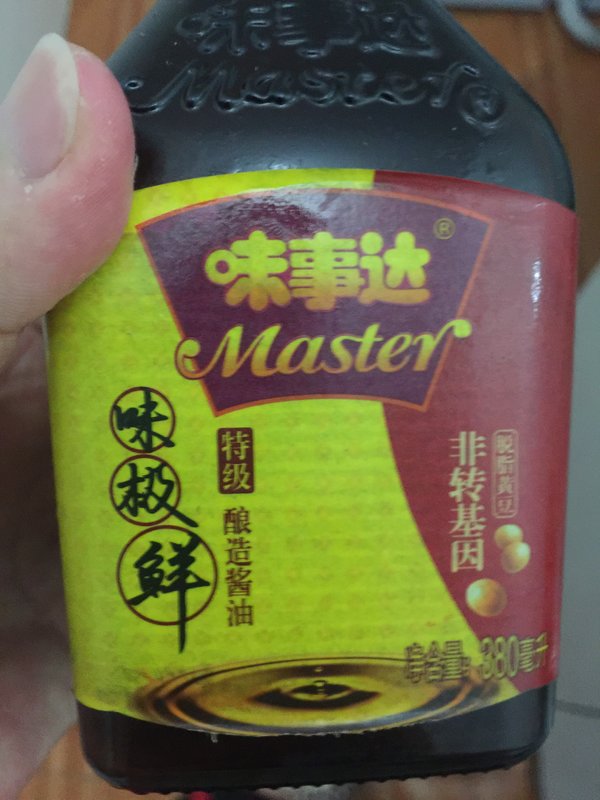 味事达
Master®
味事达®
Master
味极鲜
特级
酿造酱油
脱脂黄豆
非转基因
净含量：380毫升